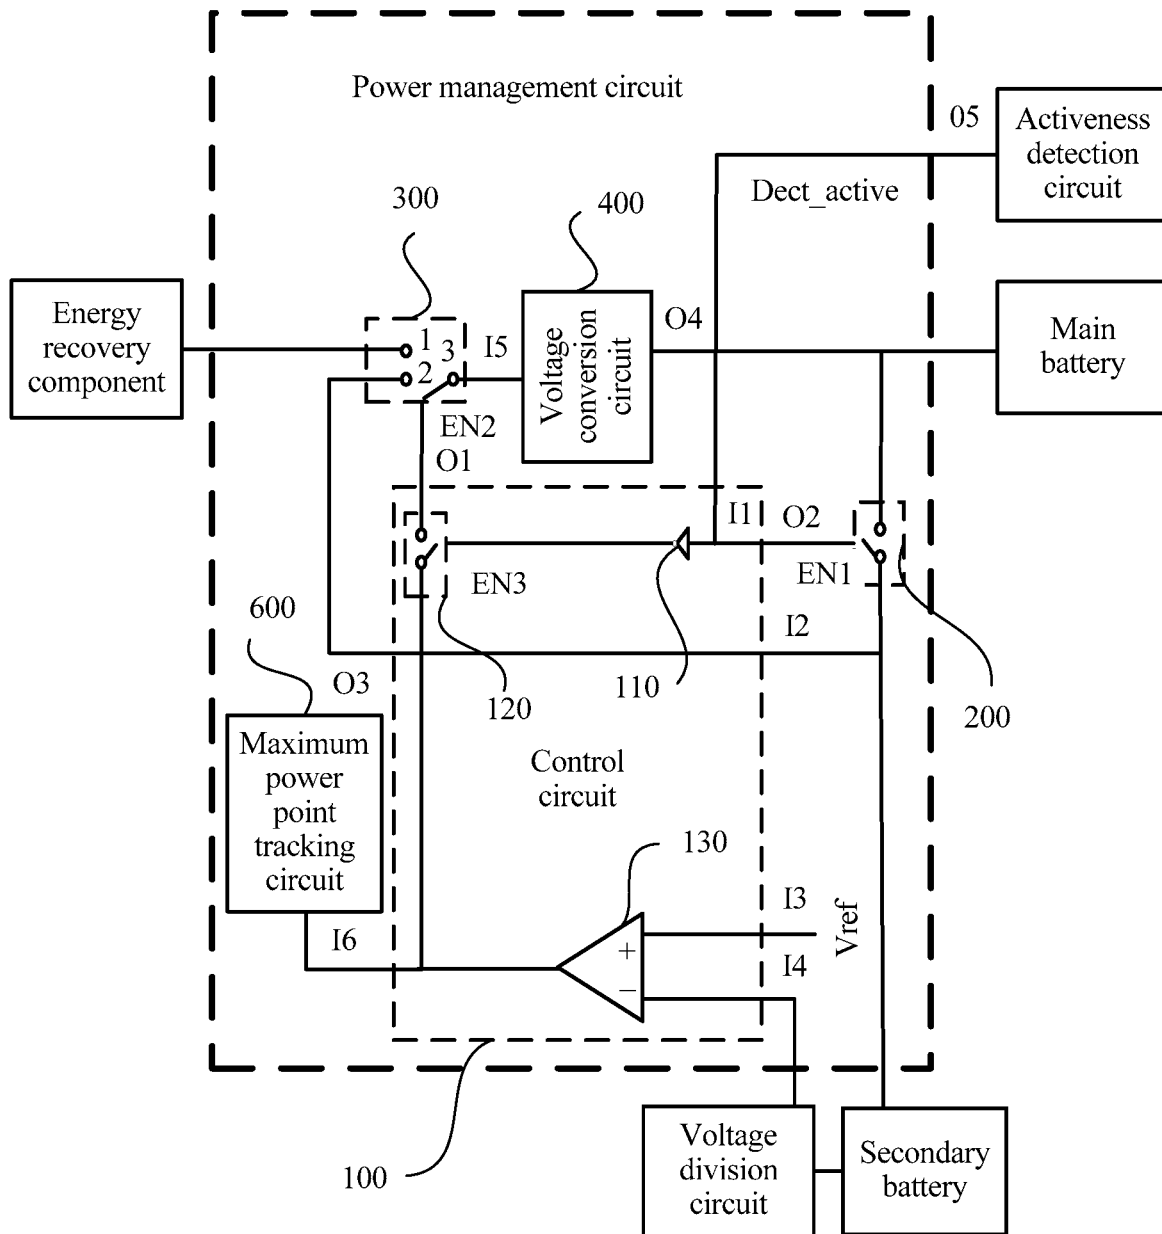 Power management circuit
05
Activeness
detection
circuit
Dect_active
300
400
Energy
recovery
component
1
2
3
I5
Voltage
conversion
circuit
O4
Main
battery
EN2
O1
I1
O2
EN3
EN1
600
I2
O3
110
120
200
Maximum
power
point
tracking
circuit
Control
circuit
130
I3
Vref
I4
+
−
I6
100
Voltage
division
circuit
Secondary
battery